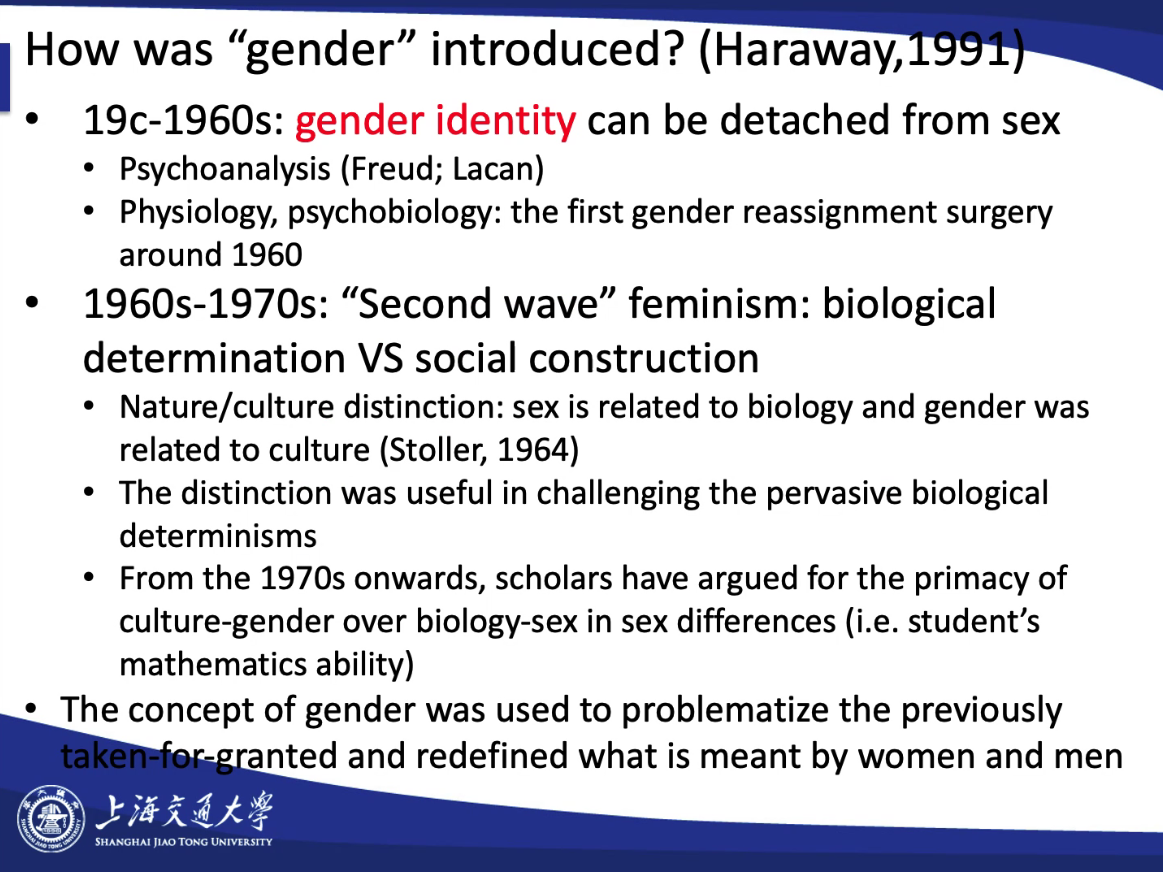 How was “gender” introduced? (Haraway,1991)
• 19c-1960s: gender identity can be detached from sex
• Psychoanalysis (Freud; Lacan)
• Physiology, psychobiology: the first gender reassignment surgery
around 1960
• 1960s-1970s: “Second wave” feminism: biological
determination VS social construction
• Nature/culture distinction: sex is related to biology and gender was
related to culture (Stoller, 1964)
• The distinction was useful in challenging the pervasive biological
determinisms
• From the 1970s onwards, scholars have argued for the primacy of
culture-gender over biology-sex in sex differences (i.e. student’s
mathematics ability)
• The concept of gender was used to problematize the previously
taken-for-granted and redefined what is meant by women and men
上海交通大学
SHANGHAI JIAO TONG UNIVERSITY